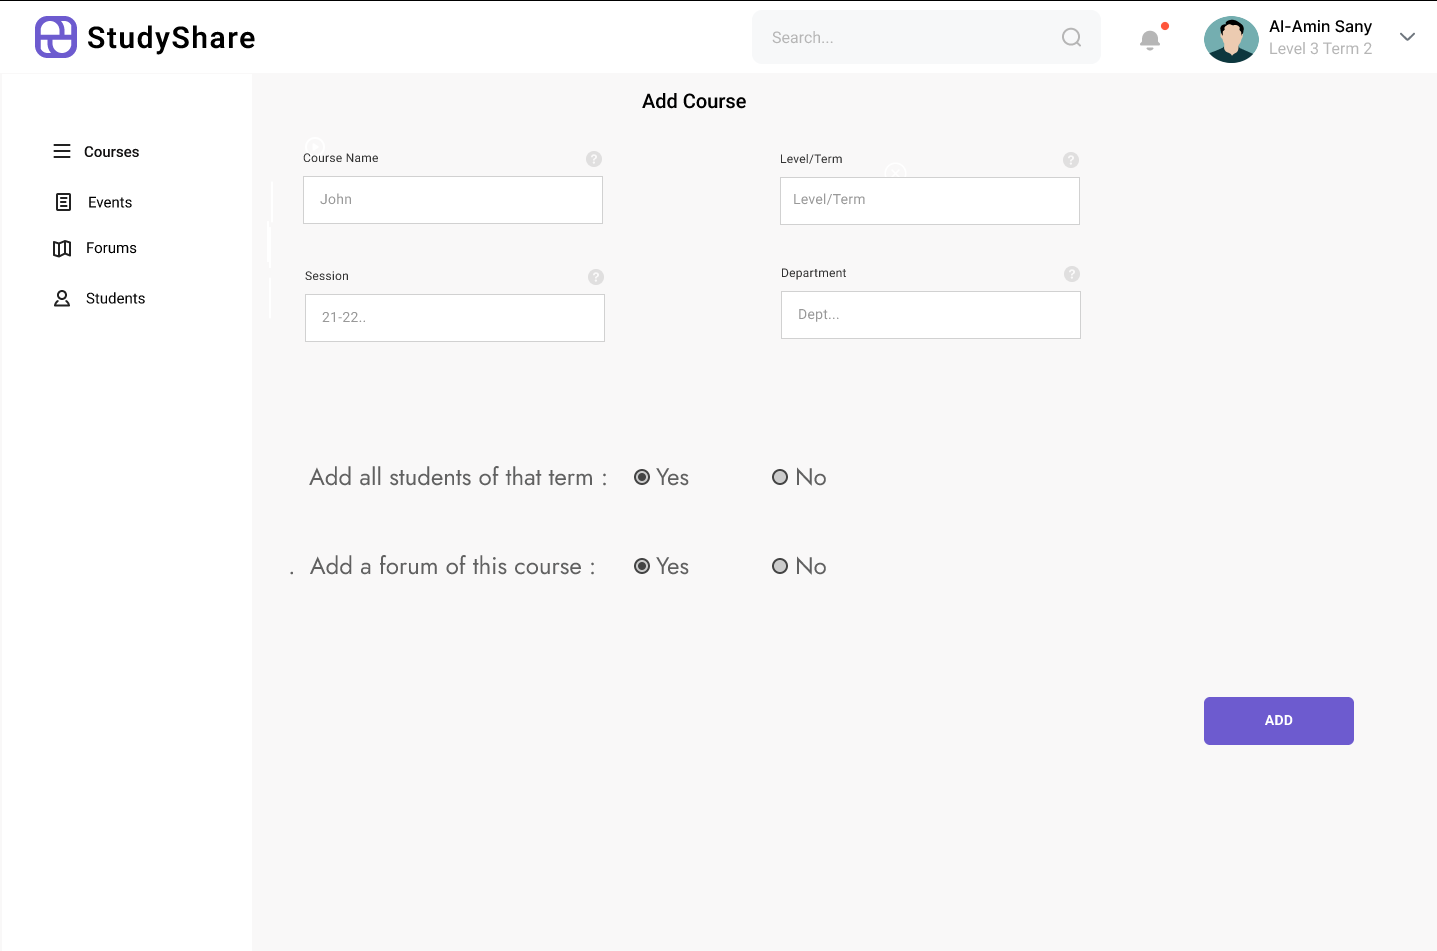 StudyShare
Search...
Al-Amin Sany
Level 3 Term 2
Add Course
Courses
Events
Forums
Students
Course Name ?
John
Level/Term ?
Level/Term
Session ?
21-22..
Department ?
Dept...
Add all students of that term : Yes No
. Add a forum of this course : Yes No
ADD